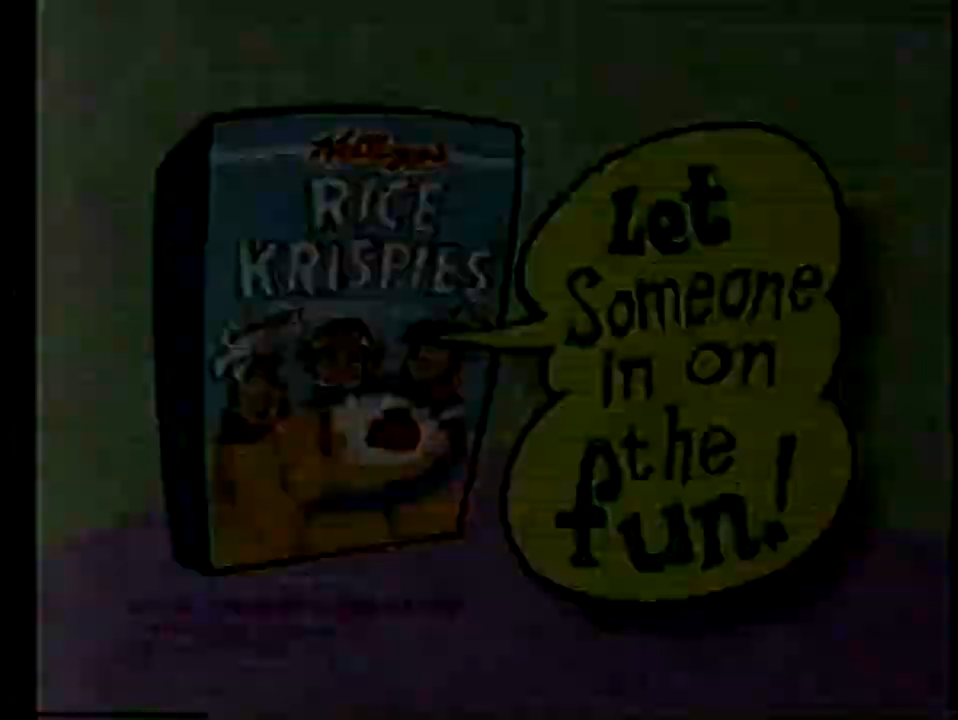 Kellogg's
RICE
KRISPIES
Let
Someone
in on
the
fun!